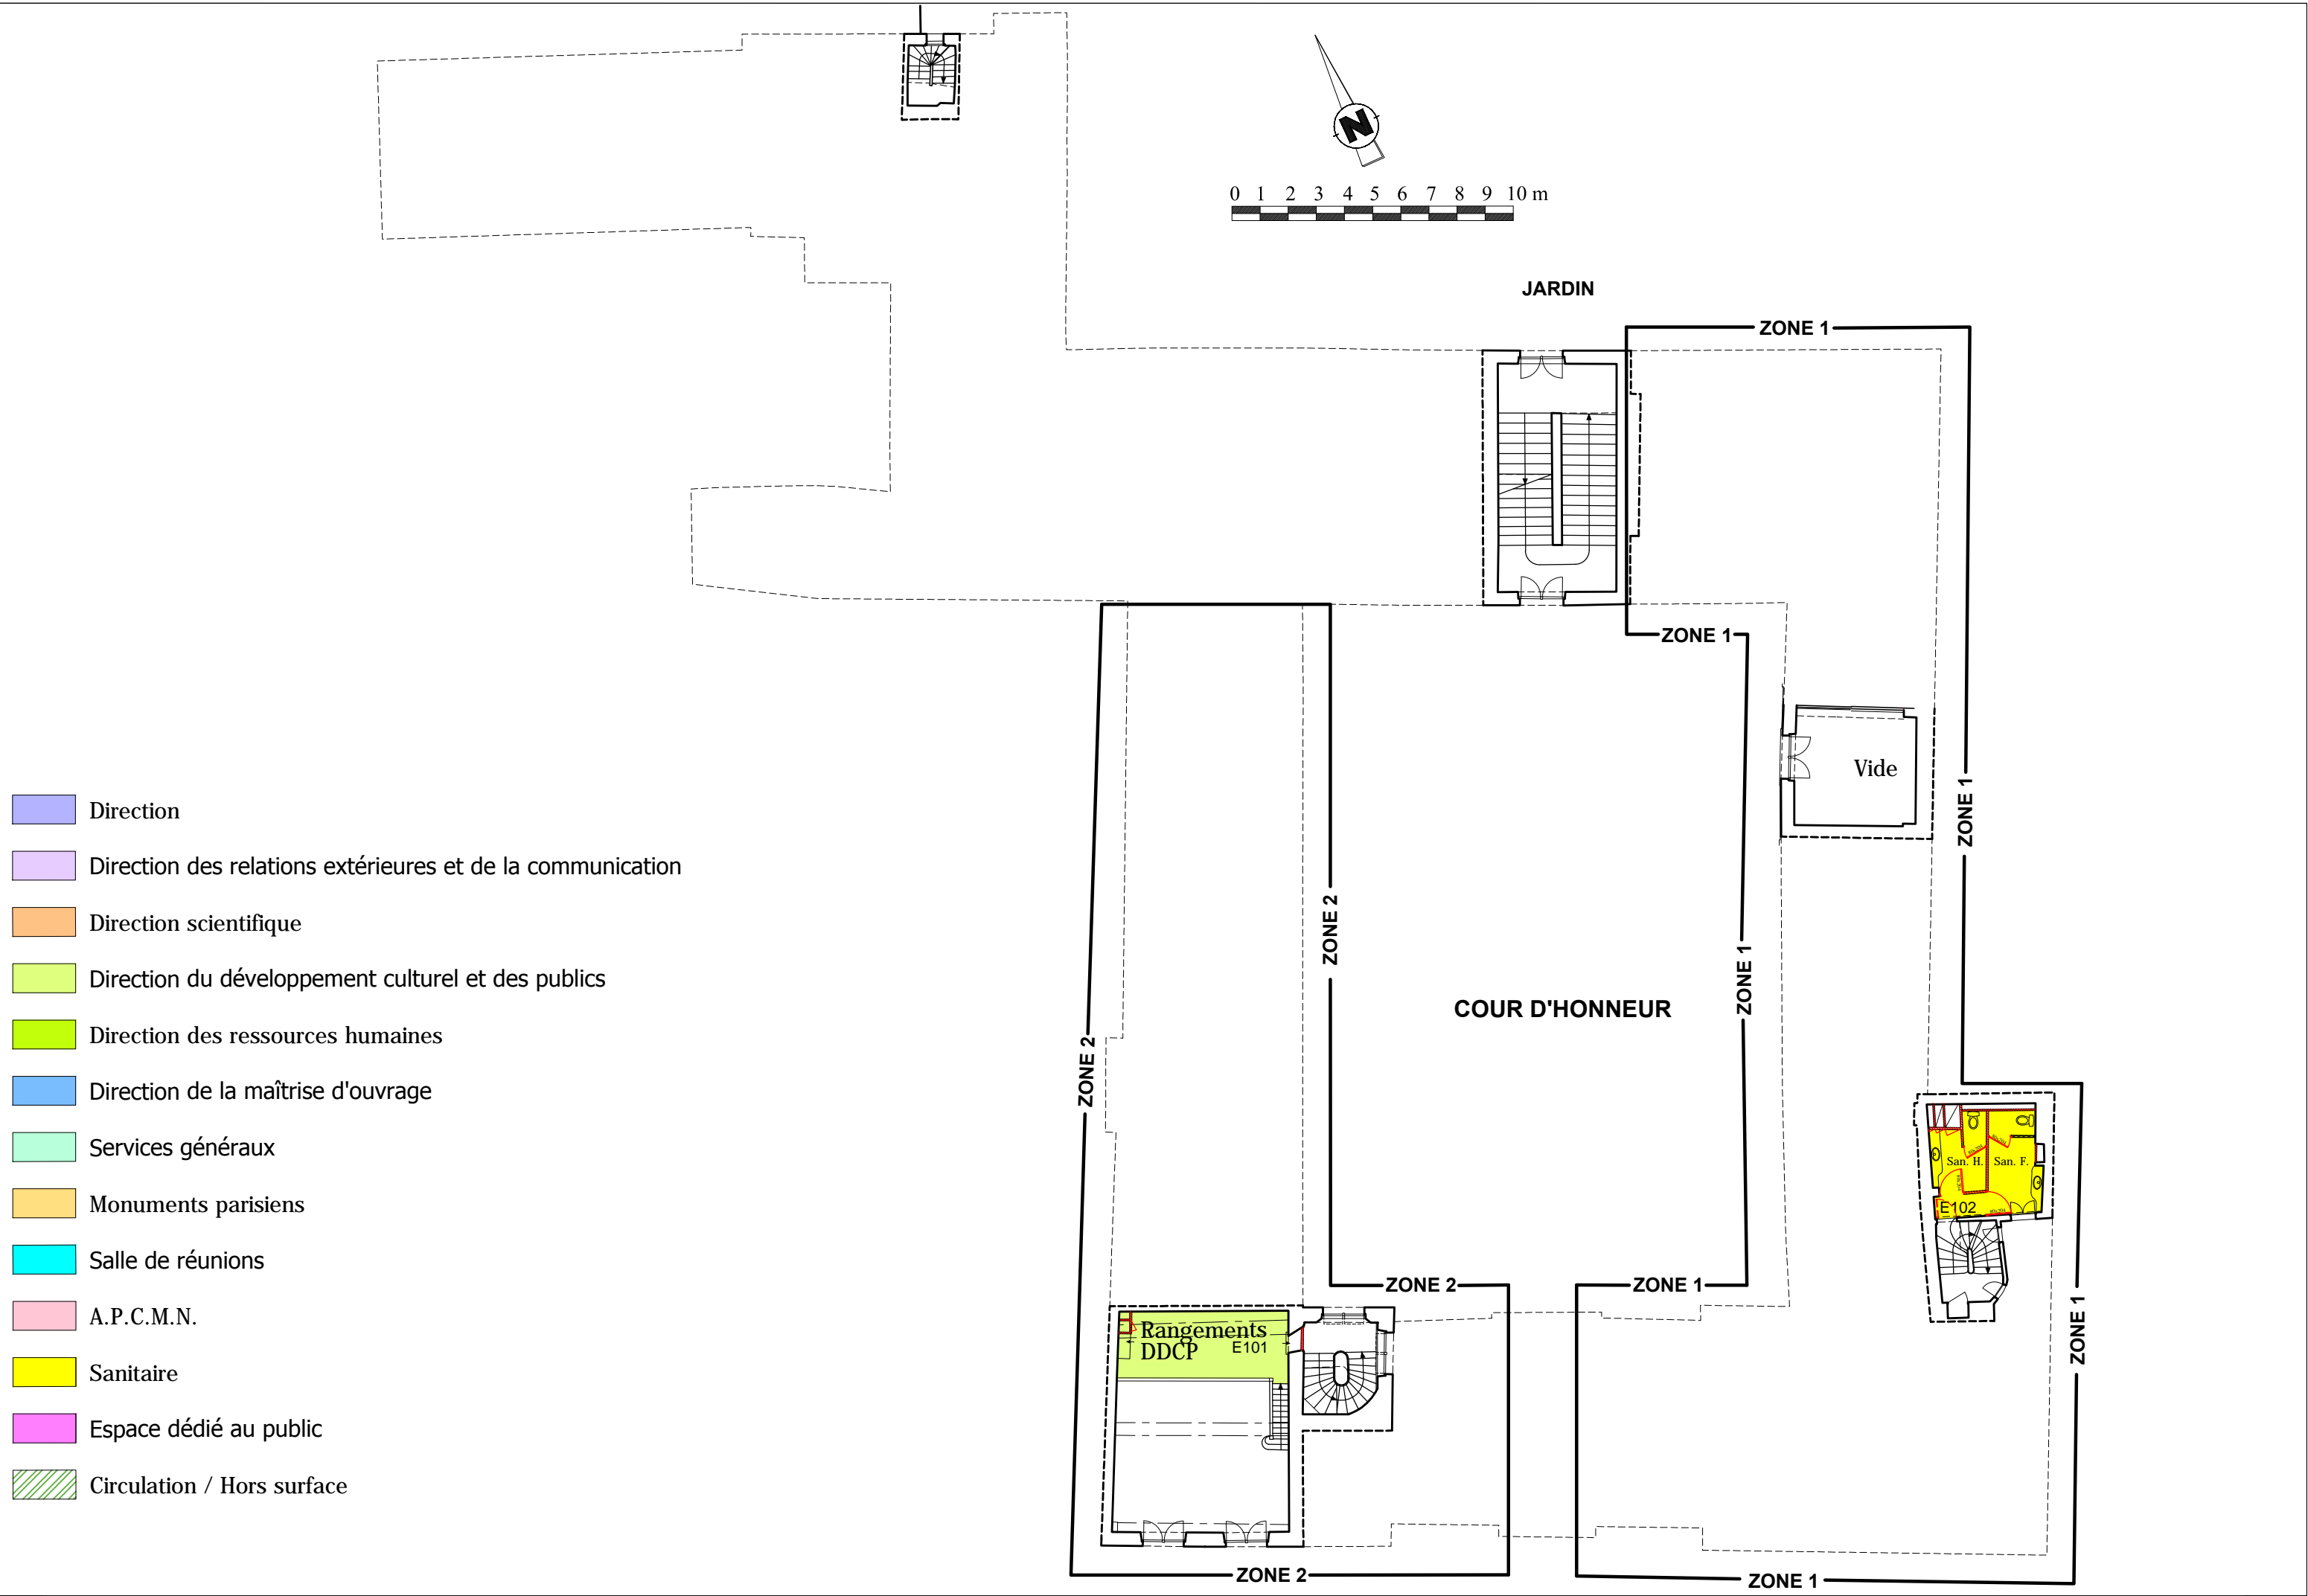 N
0 1 2 3 4 5 6 7 8 9 10 m
JARDIN
ZONE 1
ZONE 1
Vide
ZONE 1
ZONE 2
ZONE 1
COUR D'HONNEUR
ZONE 2
Direction
Direction des relations extérieures et de la communication
Direction scientifique
Direction du développement culturel et des publics
Direction des ressources humaines
Direction de la maîtrise d'ouvrage
Services généraux
Monuments parisiens
Salle de réunions
A.P.C.M.N.
Sanitaire
Espace dédié au public
Circulation / Hors surface
San. H. San. F.
E102
ZONE 2
ZONE 1
ZONE 1
Rangements
DDCP E101
ZONE 2
ZONE 1